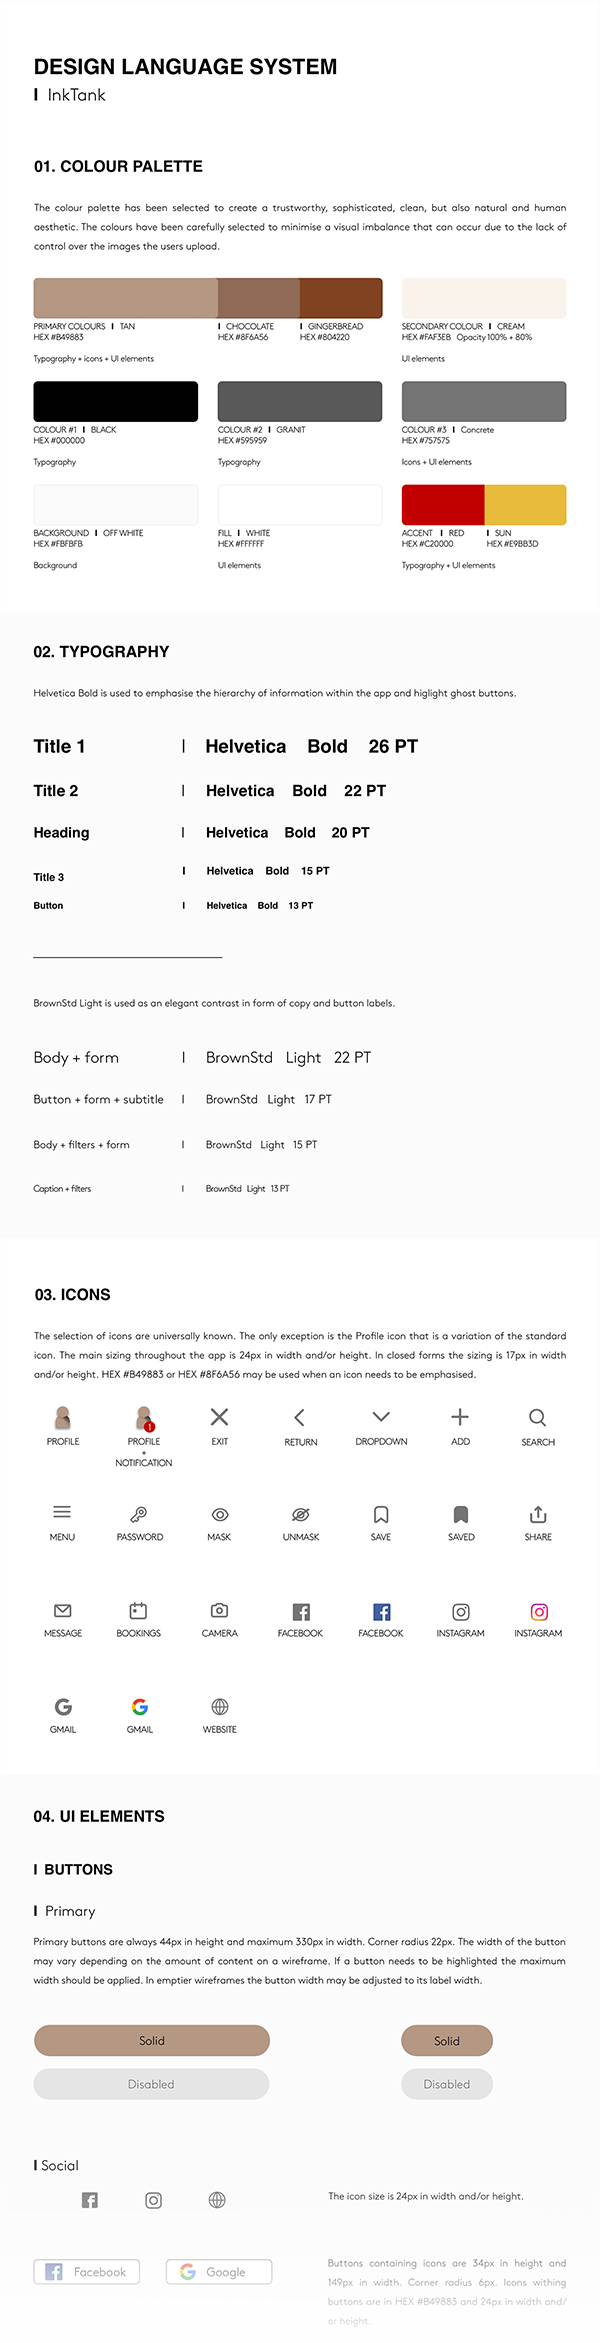 DESIGN LANGUAGE SYSTEM
I InkTank
01. COLOUR PALETTE
The colour palette has been selected to create a trustworthy, sophisticated, clean, but also natural and human
aesthetic. The colours have been carefully selected to minimise a visual imbalance that can occur due to the lack of
control over the images the users upload.
PRIMARY COLOURS I TAN I CHOCOLATE I GINGERBREAD SECONDARY COLOUR I CREAM
HEX #B49883 HEX #8F6A56 HEX #804220 HEX #FAF3EB Opacity 100% + 80%
Typography + icons + UI elements UI elements
COLOUR #1 I BLACK COLOUR #2 I GRANIT COLOUR #3 I Concrete
HEX #000000 HEX #595959 HEX #757575
Typography Typography Icons + UI elements
BACKGROUND I OFF WHITE FILL I WHITE ACCENT I RED I SUN
HEX #FBFBFB HEX #FFFFFF HEX #C20000 HEX #E9BB3D
Background UI elements Typography + UI elements
02. TYPOGRAPHY
Helvetica Bold is used to emphasise the hierarchy of information within the app and higlight ghost buttons.
Title 1 I Helvetica Bold 26 PT
Title 2 I Helvetica Bold 22 PT
Heading I Helvetica Bold 20 PT
Title 3 I Helvetica Bold 15 PT
Button I Helvetica Bold 13 PT
BrownStd Light is used as an elegant contrast in form of copy and button labels.
Body + form I BrownStd Light 22 PT
Button + form + subtitle I BrownStd Light 17 PT
Body + filters + form I BrownStd Light 15 PT
Caption + filters I BrownStd Light 13 PT
03. ICONS
The selection of icons are universally known. The only exception is the Profile icon that is a variation of the standard
icon. The main sizing throughout the app is 24px in width and/or height. In closed forms the sizing is 17px in width
and/or height. HEX #B49883 or HEX #8F6A56 may be used when an icon needs to be emphasised.
1
PROFILE PROFILE EXIT RETURN DROPDOWN ADD SEARCH
+
NOTIFICATION
MENU PASSWORD MASK UNMASK SAVE SAVED SHARE
MESSAGE BOOKINGS CAMERA FACEBOOK FACEBOOK INSTAGRAM INSTAGRAM
GMAIL GMAIL WEBSITE
04. UI ELEMENTS
I BUTTONS
I Primary
Primary buttons are always 44px in height and maximum 330px in width. Corner radius 22px. The width of the button
may vary depending on the amount of content on a wireframe. If a button needs to be highlighted the maximum
width should be applied. In emptier wireframes the button width may be adjusted to its label width.
Solid Solid
Disabled Disabled
I Social
The icon size is 24px in width and/or height.
Facebook Google
Buttons containing icons are 34px in height and
149px in width. Corner radius 6px. Icons withing
buttons are in HEX #B49883 and 24px in width and/
or height.